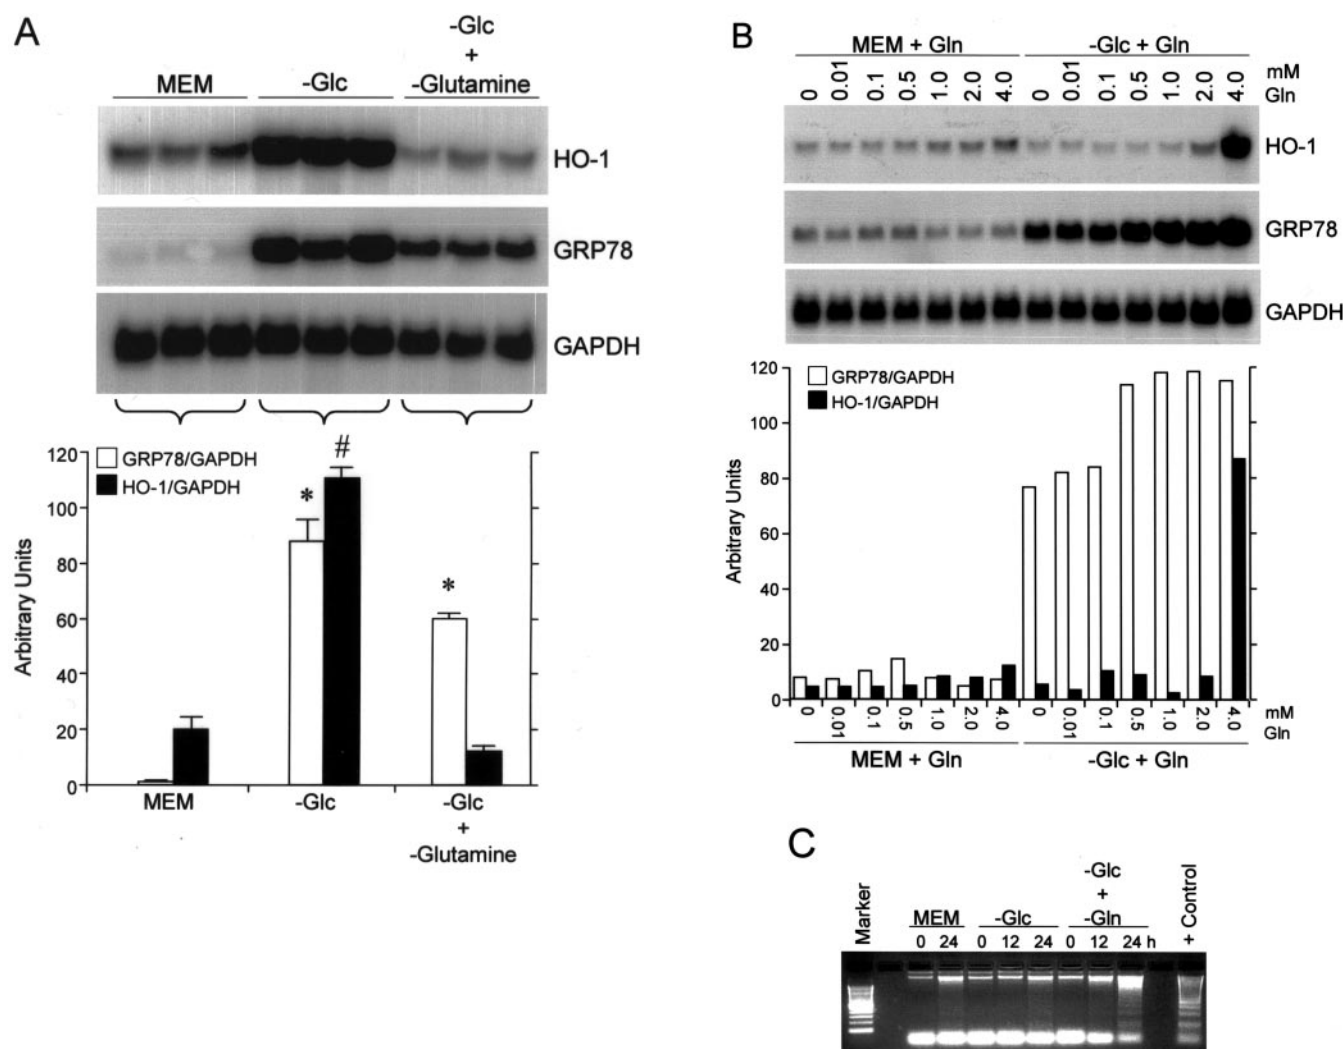 A
-Glc
+
MEM -Glc -Glutamine
HO-1
GRP78
GAPDH
120
100
80
60
40
20
0
Arbitrary Units
GRP78/GAPDH
HO-1/GAPDH
* # *
MEM -Glc -Glc
+
-Glutamine
B
MEM + Gln -Glc + Gln
0 0.01 0.1 0.5 1.0 2.0 4.0 0 0.01 0.1 0.5 1.0 2.0 4.0 mM
Gln
HO-1
GRP78
GAPDH
120
100
80
60
40
20
0
Arbitrary Units
GRP78/GAPDH
HO-1/GAPDH
0 0.01 0.1 0.5 1.0 2.0 4.0 0 0.01 0.1 0.5 1.0 2.0 4.0 mM
Gln
MEM + Gln -Glc + Gln
C
-Glc
+
Marker MEM -Glc -Gln + Control
0 24 0 12 24 0 12 24 h